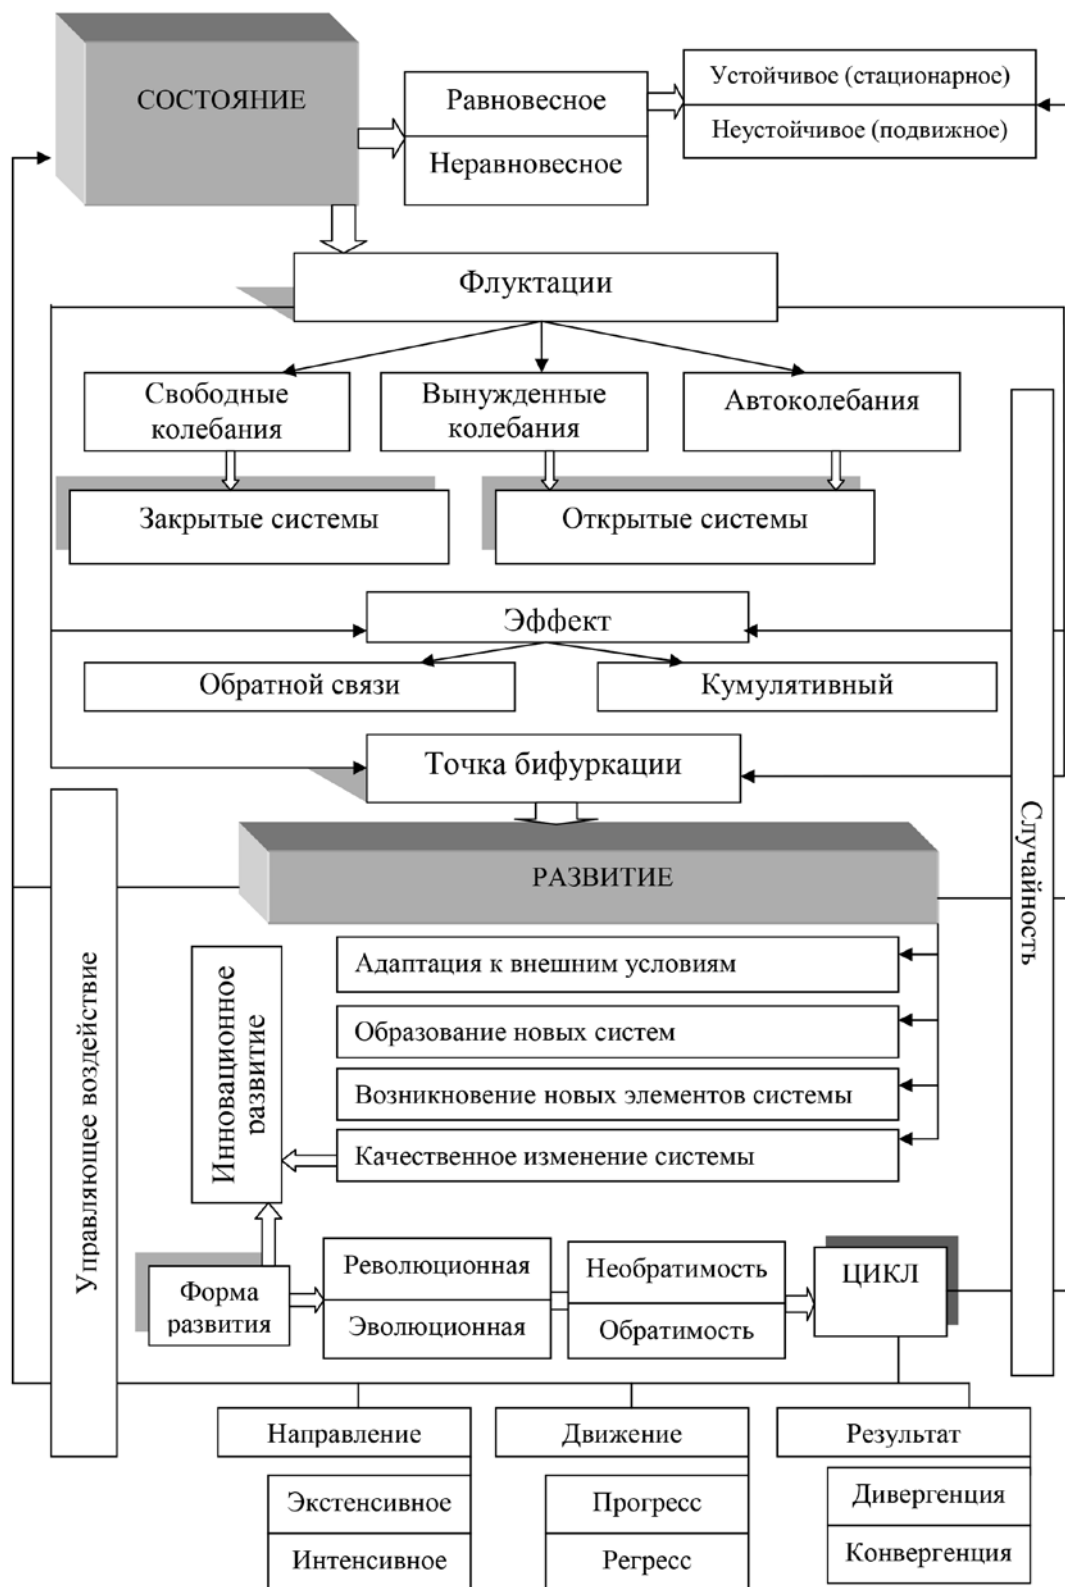 СОСТОЯНИЕ
Равновесное
Неравновесное
Устойчивое (стационарное)
Неустойчивое (подвижное)
Флуктации
Свободные
колебания
Вынужденные
колебания
Автоколебания
Закрытые системы
Открытые системы
Эффект
Обратной связи
Кумулятивный
Точка бифуркации
Случайность
Управляющее воздействие
РАЗВИТИЕ
Инновационное
развитие
Адаптация к внешним условиям
Образование новых систем
Возникновение новых элементов системы
Качественное изменение системы
Форма
развития
Революционная
Эволюционная
Необратимость
Обратимость
ЦИКЛ
Направление
Экстенсивное
Интенсивное
Движение
Прогресс
Регресс
Результат
Дивергенция
Конвергенция